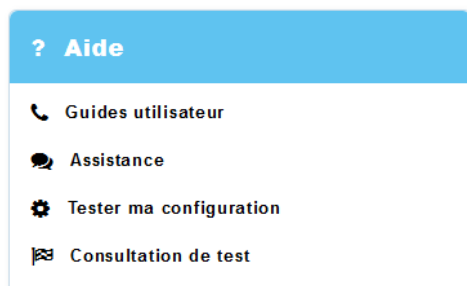 ? Aide
Guides utilisateur
Assistance
Tester ma configuration
Consultation de test